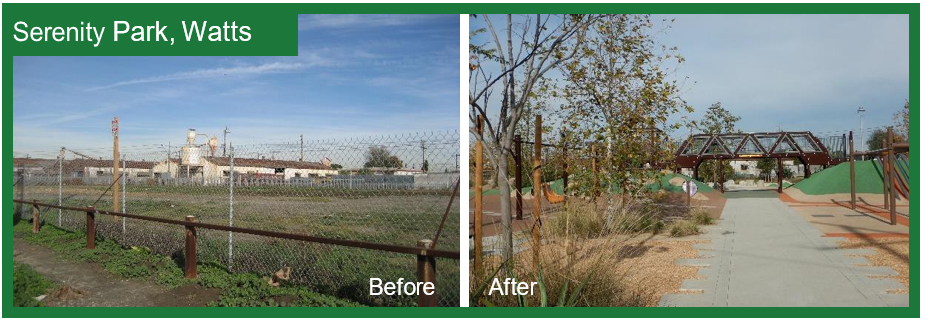 Serenity Park, Watts
Before
After